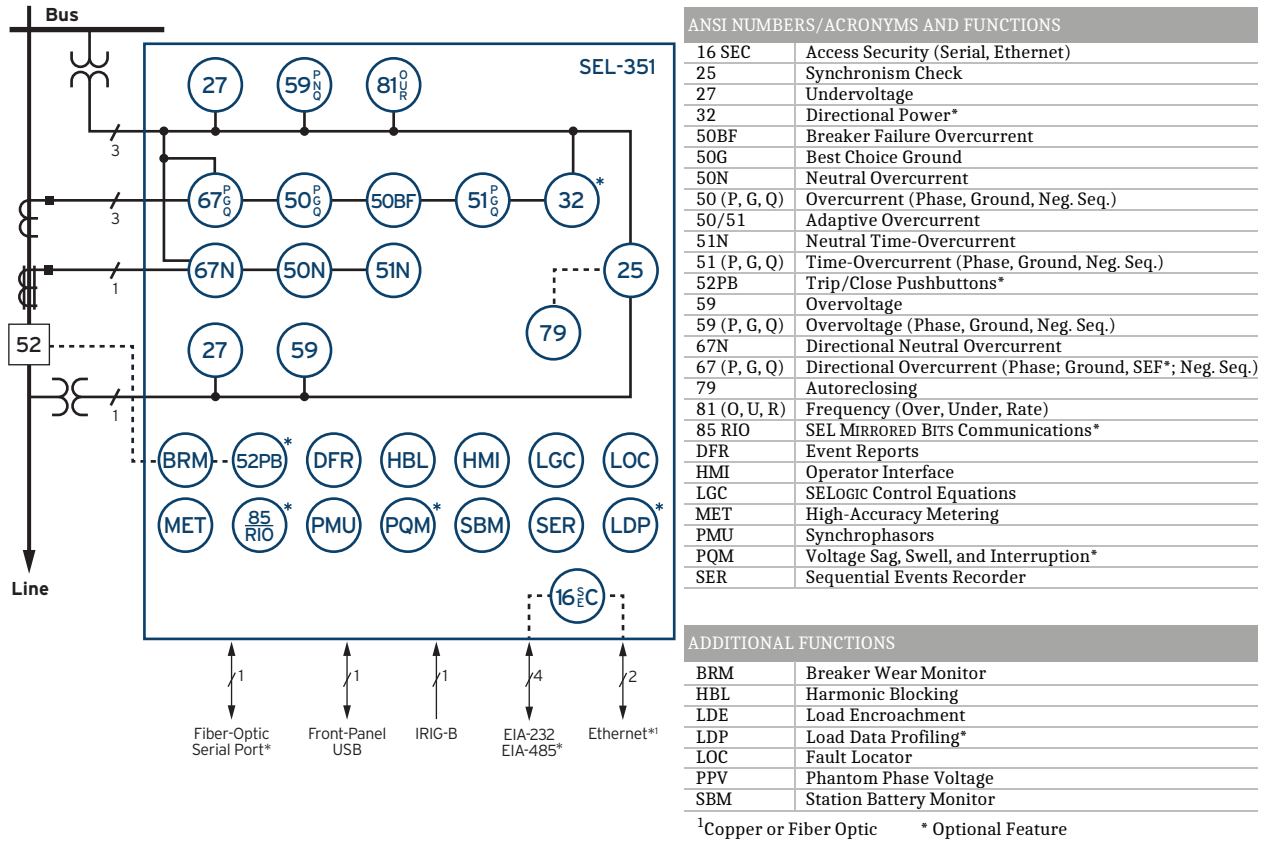 Bus
SEL-351
27
59 P N Q
81 O U R
3
67 P G Q
50 P G Q
50BF
51 P G Q
32 *
3
67N
50N
51N
25
1
79
52
27
59
1
BRM
52PB *
DFR
HBL
HMI
LGC
LOC
MET
85
RIO *
PMU
PQM *
SBM
SER
LDP *
Line
16 S E C
1
1
1
4
2
Fiber-Optic
Serial Port*
Front-Panel
USB
IRIG-B
EIA-232
EIA-485*
Ethernet*1
ANSI NUMBERS/ACRONYMS AND FUNCTIONS
16 SEC Access Security (Serial, Ethernet)
25 Synchronism Check
27 Undervoltage
32 Directional Power*
50BF Breaker Failure Overcurrent
50G Best Choice Ground
50N Neutral Overcurrent
50 (P, G, Q) Overcurrent (Phase, Ground, Neg. Seq.)
50/51 Adaptive Overcurrent
51N Neutral Time-Overcurrent
51 (P, G, Q) Time-Overcurrent (Phase, Ground, Neg. Seq.)
52PB Trip/Close Pushbuttons*
59 Overvoltage
59 (P, G, Q) Overvoltage (Phase, Ground, Neg. Seq.)
67N Directional Neutral Overcurrent
67 (P, G, Q) Directional Overcurrent (Phase; Ground, SEF*; Neg. Seq.)
79 Autoreclosing
81 (O, U, R) Frequency (Over, Under, Rate)
85 RIO SEL MIRRORED BITS Communications*
DFR Event Reports
HMI Operator Interface
LGC SELOGIC Control Equations
MET High-Accuracy Metering
PMU Synchrophasors
PQM Voltage Sag, Swell, and Interruption*
SER Sequential Events Recorder
ADDITIONAL FUNCTIONS
BRM Breaker Wear Monitor
HBL Harmonic Blocking
LDE Load Encroachment
LDP Load Data Profiling*
LOC Fault Locator
PPV Phantom Phase Voltage
SBM Station Battery Monitor
1Copper or Fiber Optic * Optional Feature